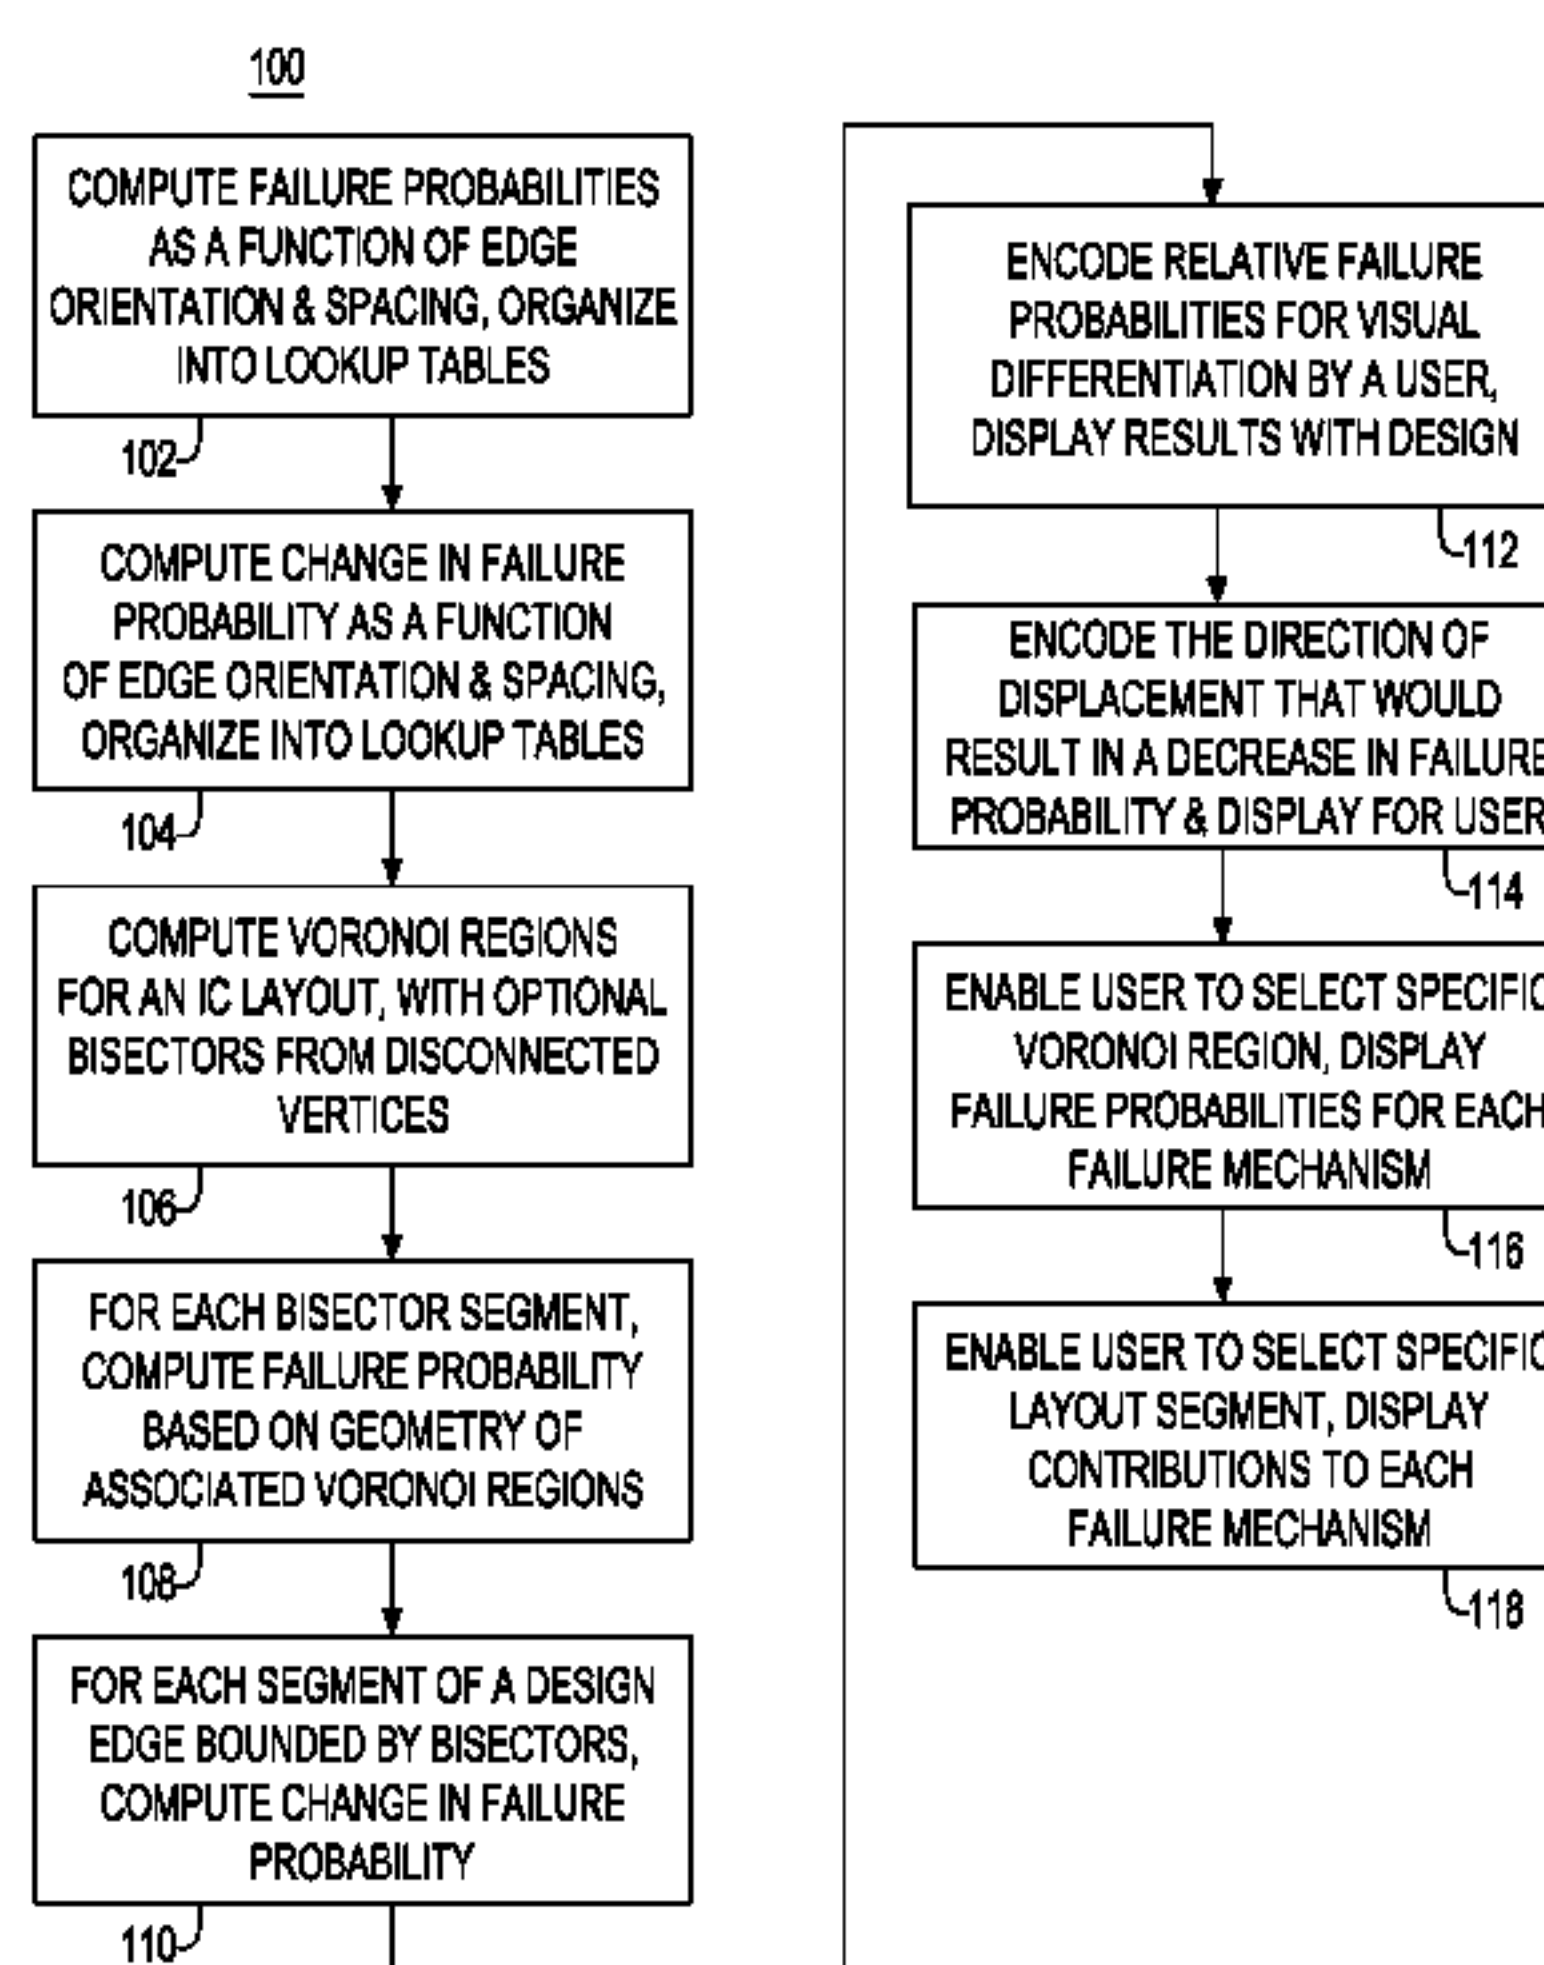 100
COMPUTE FAILURE PROBABILITIES
AS A FUNCTION OF EDGE
ORIENTATION & SPACING, ORGANIZE
INTO LOOKUP TABLES
102
COMPUTE CHANGE IN FAILURE
PROBABILITY AS A FUNCTION
OF EDGE ORIENTATION & SPACING,
ORGANIZE INTO LOOKUP TABLES
104
COMPUTE VORONOI REGIONS
FOR AN IC LAYOUT, WITH OPTIONAL
BISECTORS FROM DISCONNECTED
VERTICES
106
FOR EACH BISECTOR SEGMENT,
COMPUTE FAILURE PROBABILITY
BASED ON GEOMETRY OF
ASSOCIATED VORONOI REGIONS
108
FOR EACH SEGMENT OF A DESIGN
EDGE BOUNDED BY BISECTORS,
COMPUTE CHANGE IN FAILURE
PROBABILITY
110
ENCODE RELATIVE FAILURE
PROBABILITIES FOR VISUAL
DIFFERENTIATION BY A USER,
DISPLAY RESULTS WITH DESIGN
112
ENCODE THE DIRECTION OF
DISPLACEMENT THAT WOULD
RESULT IN A DECREASE IN FAILURE
PROBABILITY & DISPLAY FOR USER
114
ENABLE USER TO SELECT SPECIFIC
VORONOI REGION, DISPLAY
FAILURE PROBABILITIES FOR EACH
FAILURE MECHANISM
116
ENABLE USER TO SELECT SPECIFIC
LAYOUT SEGMENT, DISPLAY
CONTRIBUTIONS TO EACH
FAILURE MECHANISM
118